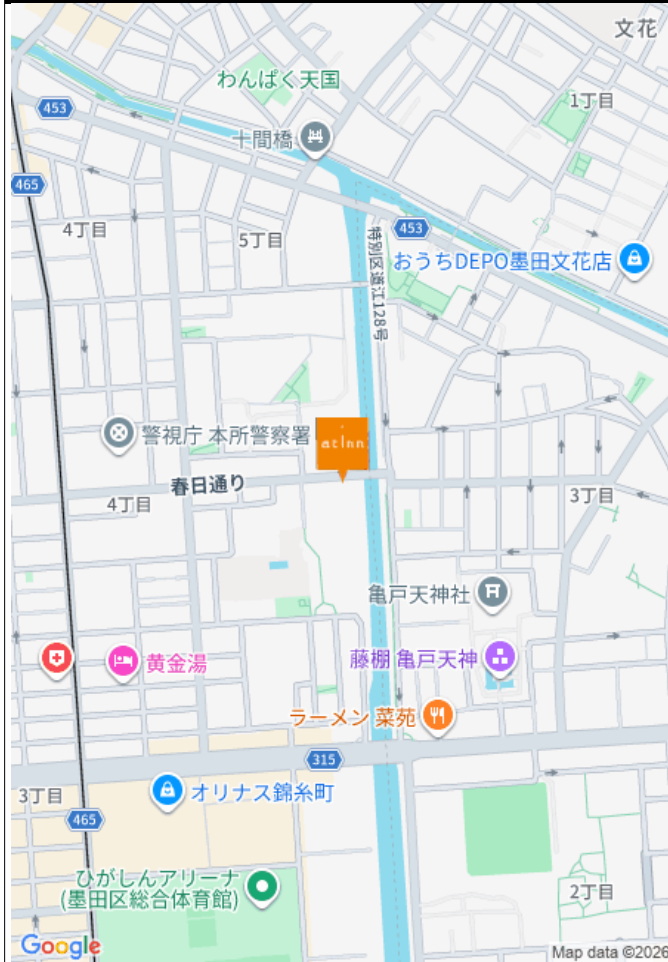 文花
わんぱく天国
1丁目
453
十間橋
465
4丁目
5丁目
453
特別区道江128号
おうちDEPO墨田文花店
警視庁 本所警察署
atinn
春日通り
4丁目
3丁目
亀戸天神社
黄金湯
藤棚 亀戸天神
ラーメン 菜苑
315
3丁目
オリナス錦糸町
465
ひがしんアリーナ
(墨田区総合体育館)
2丁目
Google
Map data ©2026